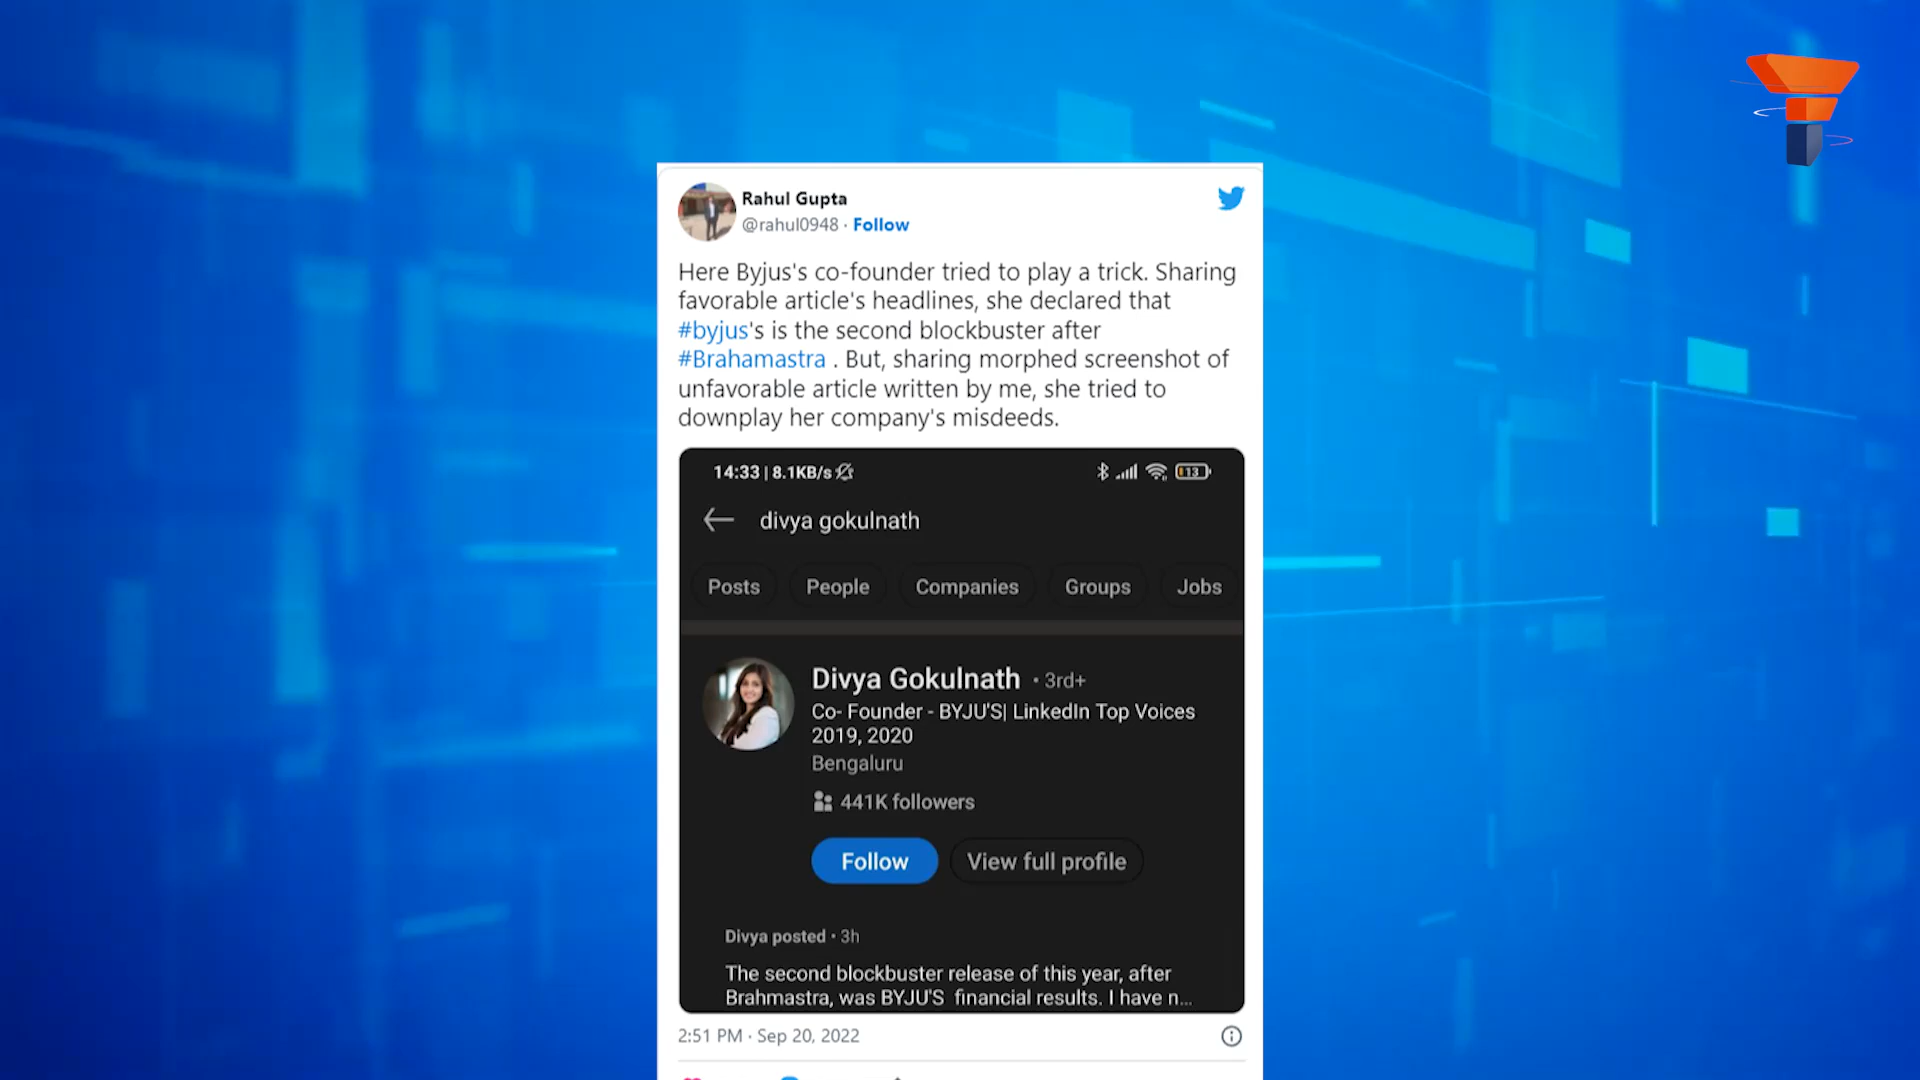 Rahul Gupta
@rahul0948 · Follow
Here Byjus's co-founder tried to play a trick. Sharing
favorable article's headlines, she declared that
#byjus's is the second blockbuster after
#Brahamastra . But, sharing morphed screenshot of
unfavorable article written by me, she tried to
downplay her company's misdeeds.
14:33 | 8.1KB/s
13
divya gokulnath
Posts People Companies Groups Jobs
Divya Gokulnath · 3rd+
Co- Founder - BYJU'S| LinkedIn Top Voices
2019, 2020
Bengaluru
441K followers
Follow View full profile
Divya posted · 3h
The second blockbuster release of this year, after
Brahmastra, was BYJU'S financial results. I have n...
2:51 PM · Sep 20, 2022